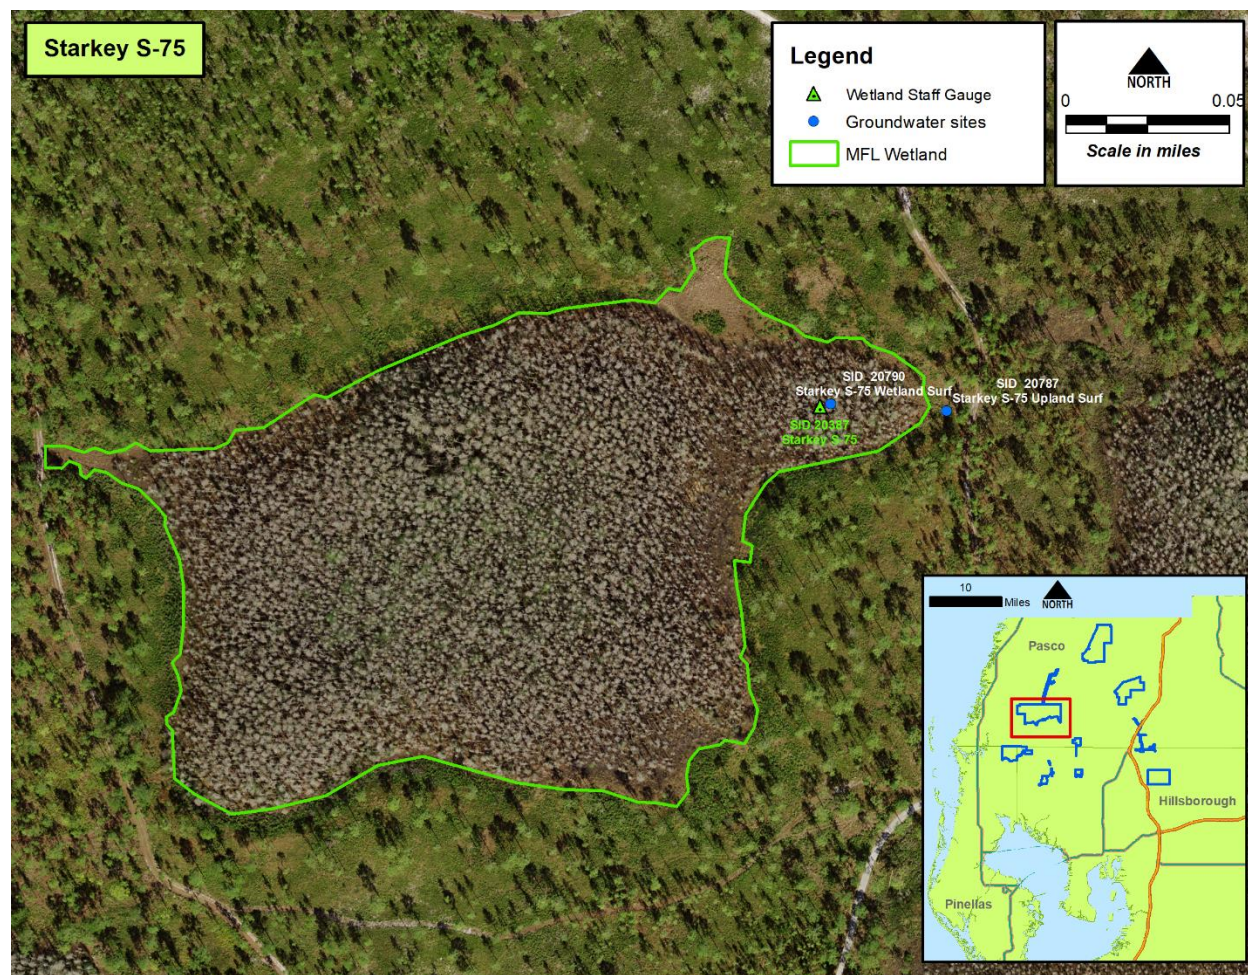 Starkey S-75
Legend
Wetland Staff Gauge
Groundwater sites
MFL Wetland
NORTH
0 0.05
Scale in miles
SID 20790
Starkey S-75 Wetland Surf
SID 20787
Starkey S-75 Upland Surf
SID 20387
Starkey S-75
10
Miles
NORTH
Pasco
Hillsborough
Pinellas